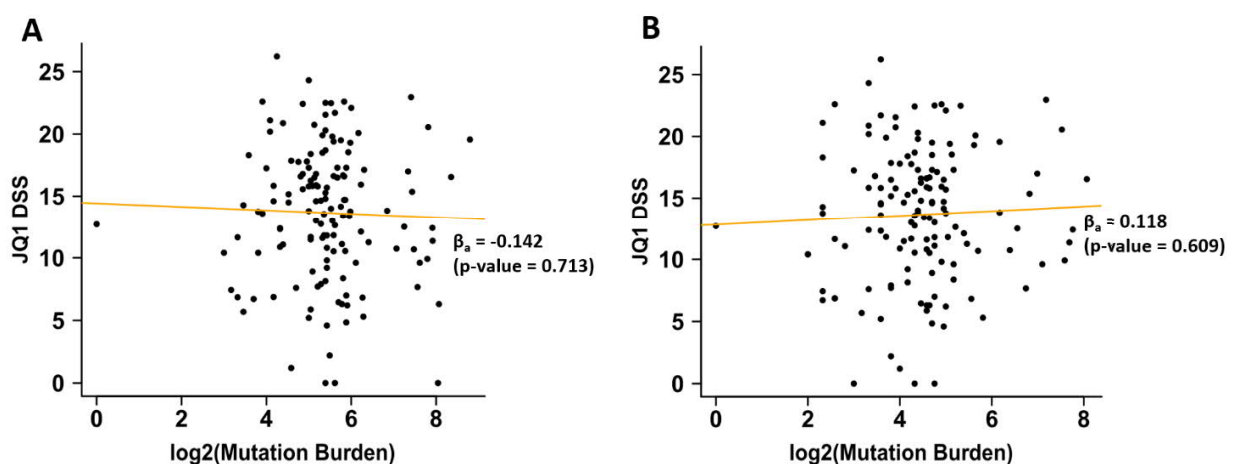 A
JQ1 DSS
25
20
15
10
5
0
0
2
4
6
8
log2(Mutation Burden)
βa = -0.142
(p-value = 0.713)
B
JQ1 DSS
25
20
15
10
5
0
0
2
4
6
8
log2(Mutation Burden)
βa = 0.118
(p-value = 0.609)